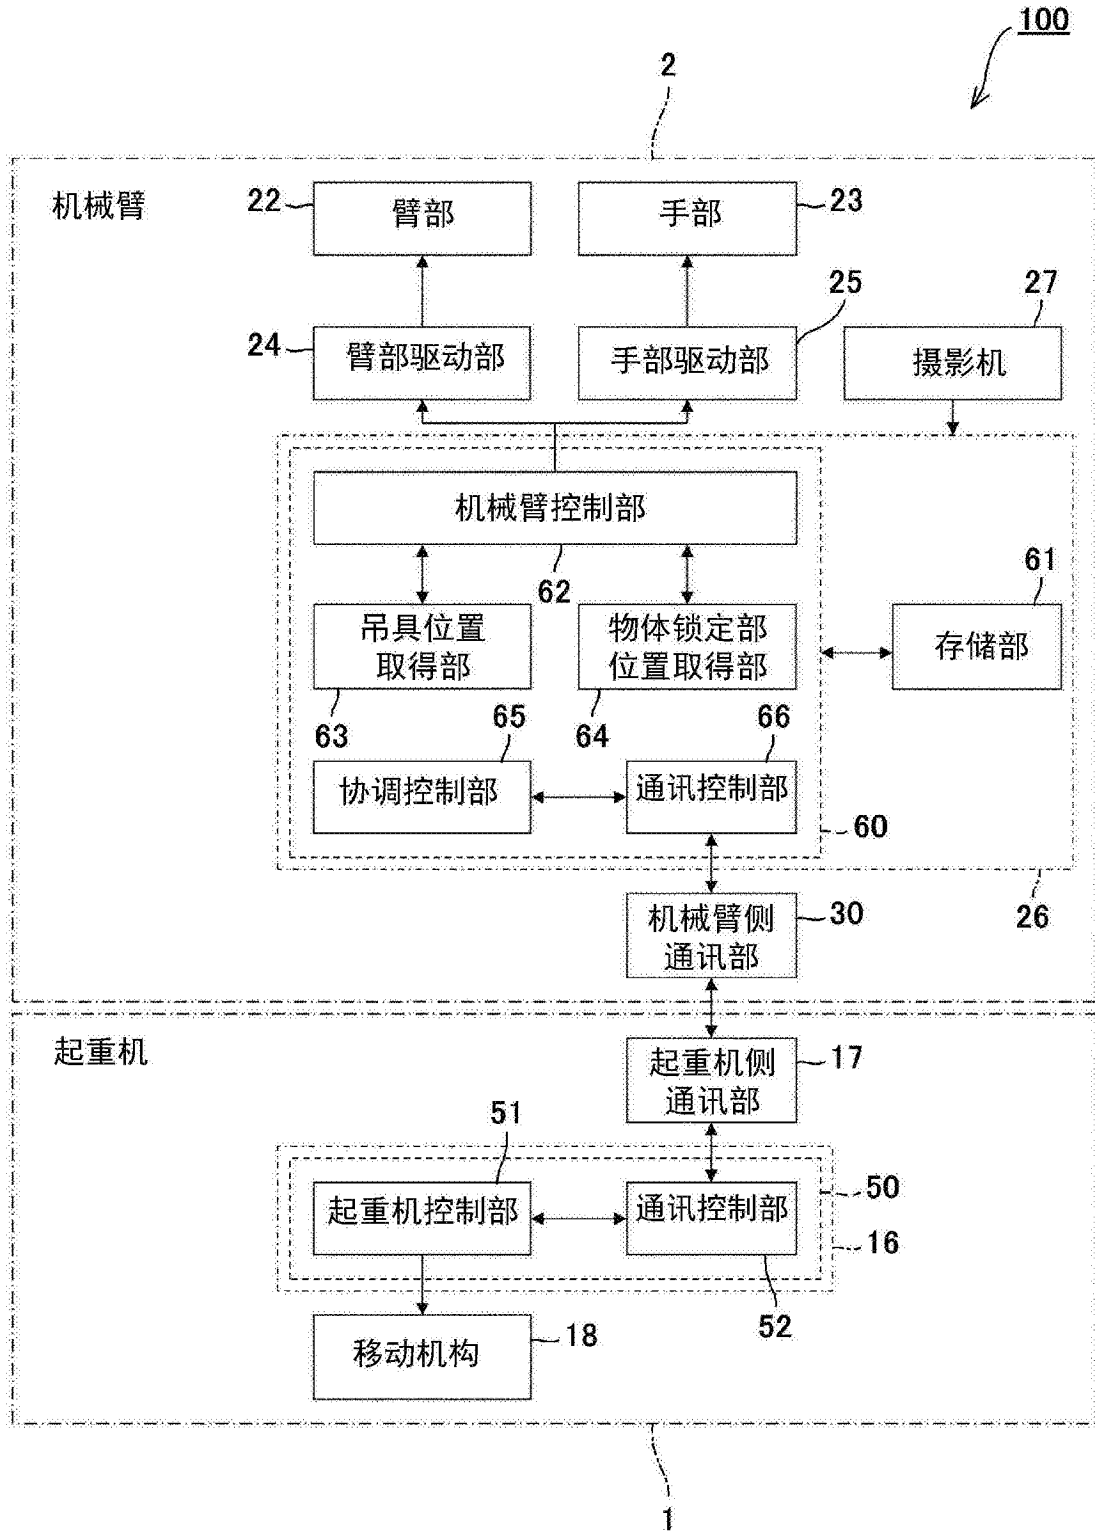 100
2
机械臂
22
臂部
手部
23
25
27
24
臂部驱动部
手部驱动部
摄影机
机械臂控制部
62
61
吊具位置
取得部
物体锁定部
位置取得部
存储部
63
65
64
66
协调控制部
通讯控制部
60
机械臂侧
通讯部
30
26
起重机
起重机侧
通讯部
17
51
起重机控制部
通讯控制部
50
16
52
移动机构
18
1